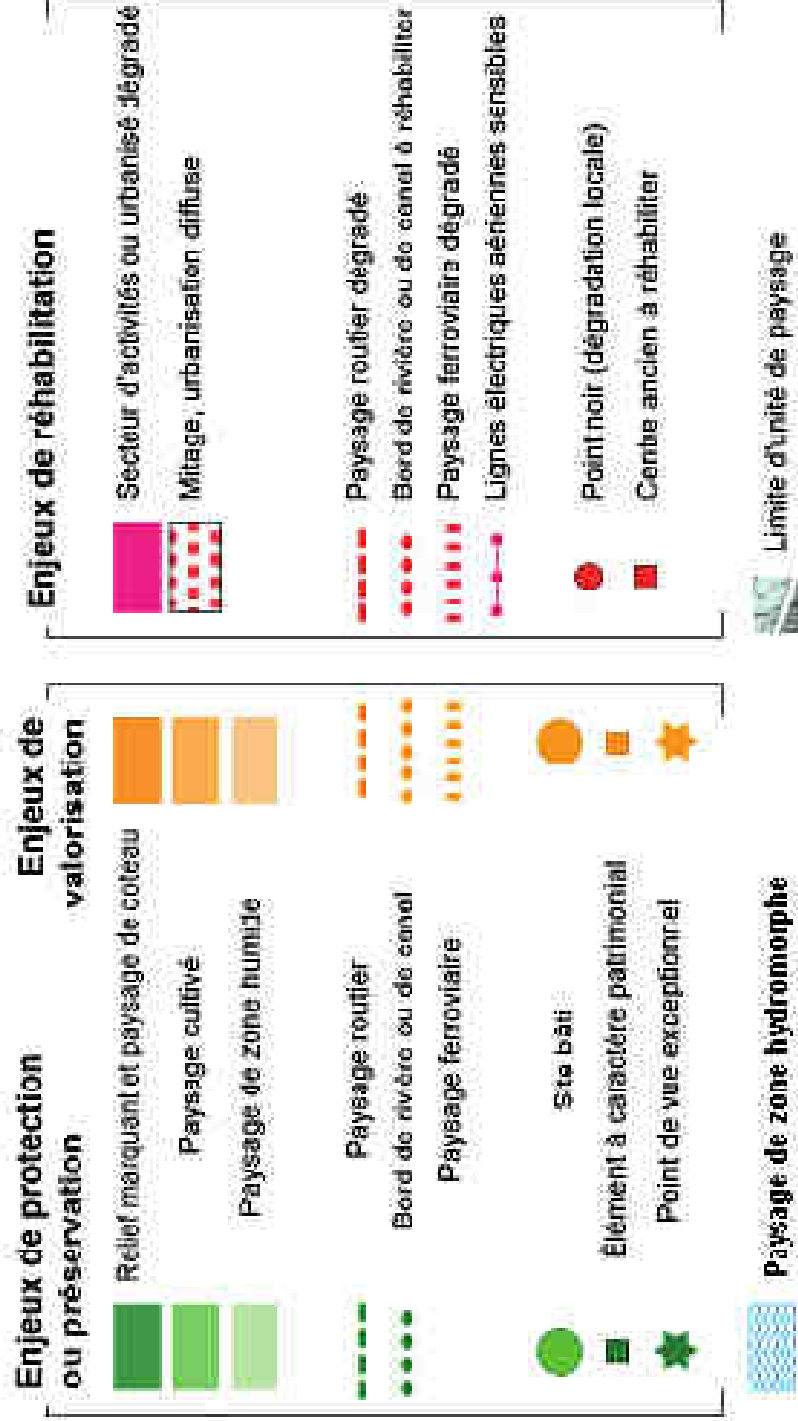 Enjeux de protection
ou préservation
Enjeux de
valorisation
Relief marquant et paysage de coteau
Paysage cultivé
Paysage de zone humide
Paysage routier
Bord de rivière ou de canal
Paysage ferroviaire
Site bâti
Élément à caractère patrimonial
Point de vue exceptionnel
Paysage de zone hydromorphe
Enjeux de réhabilitation
Secteur d'activités ou urbanisé dégradé
Mitage, urbanisation diffuse
Paysage routier dégradé
Bord de rivière ou de canal à réhabiliter
Paysage ferroviaire dégradé
Lignes électriques aériennes sensibles
Point noir (dégradation locale)
Centre ancien à réhabiliter
Limite d'unité de paysage